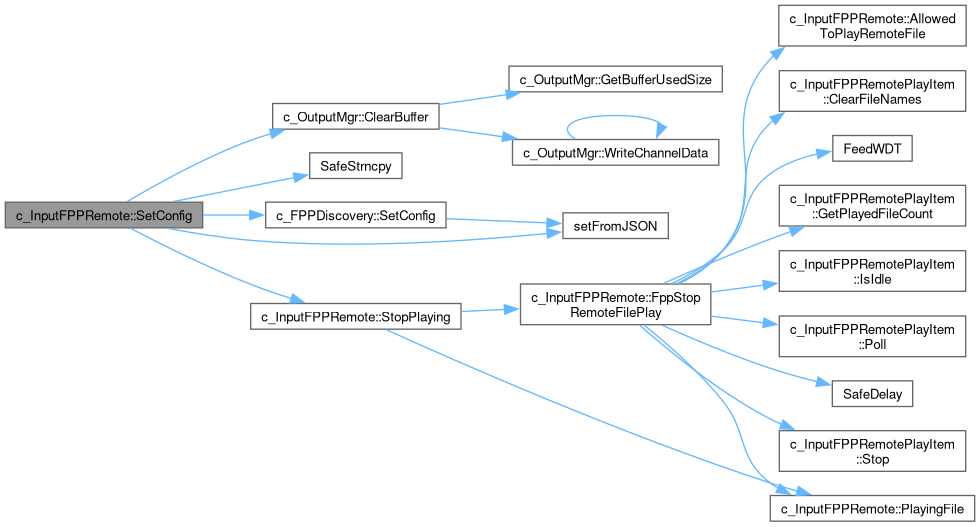 c_InputFPPRemote::SetConfig
c_OutputMgr::ClearBuffer
SafeStrncpy
c_FPPDiscovery::SetConfig
c_InputFPPRemote::StopPlaying
c_OutputMgr::GetBufferUsedSize
c_OutputMgr::WriteChannelData
setFromJSON
c_InputFPPRemote::FppStop
RemoteFilePlay
c_InputFPPRemote::Allowed
ToPlayRemoteFile
c_InputFPPRemotePlayItem
::ClearFileNames
FeedWDT
c_InputFPPRemotePlayItem
::GetPlayedFileCount
c_InputFPPRemotePlayItem
::IsIdle
c_InputFPPRemotePlayItem
::Poll
SafeDelay
c_InputFPPRemotePlayItem
::Stop
c_InputFPPRemote::PlayingFile